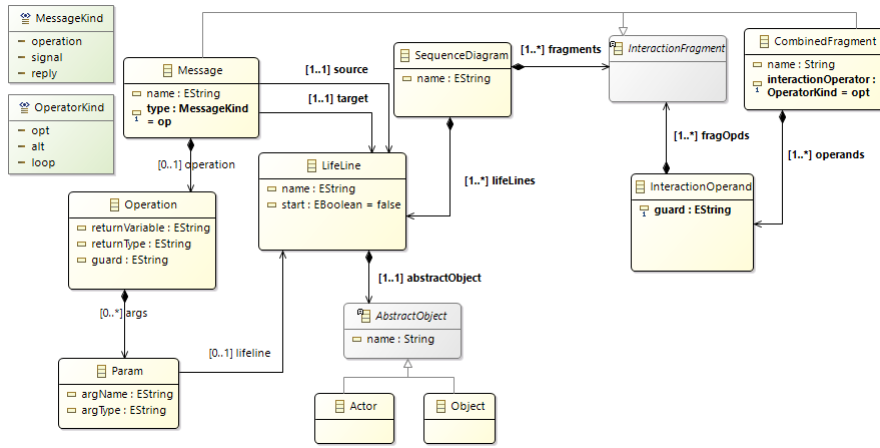 MessageKind
operation
signal
reply
OperatorKind
opt
alt
loop
Message
name : EString
type : MessageKind
= op
[1..1] source
[1..1] target
[0..1] operation
SequenceDiagram
name : EString
[1..*] fragments
InteractionFragment
CombinedFragment
name : String
interactionOperator :
OperatorKind = opt
[1..*] fragOpds
[1..*] operands
LifeLine
name : EString
start : EBoolean = false
[1..*] lifeLines
InteractionOperand
guard : EString
Operation
returnVariable : EString
returnType : EString
guard : EString
[1..1] abstractObject
[0..*] args
AbstractObject
name : String
[0..1] lifeline
Param
argName : EString
argType : EString
Actor
Object